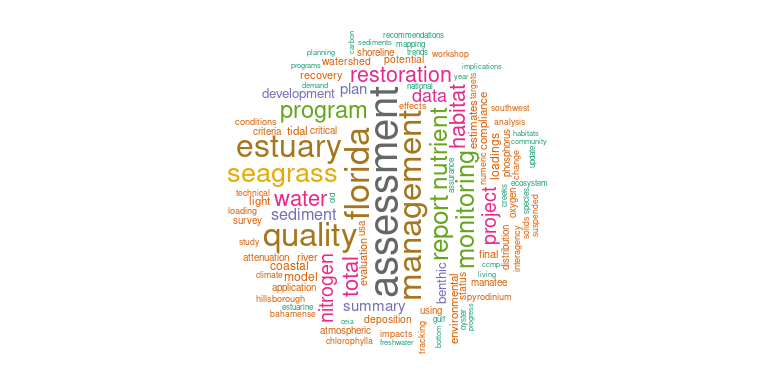 recommendations
carbon
sediments
mapping
planning
shoreline
trends
workshop
watershed
potential
programs
recovery
restoration
implications
demand
national
year
development
plan
data
targets
program
effects
habitat
estimates
compliance
southwest
conditions
criteria
tidal
critical
analysis
numeric
loadings
phosphorus
habitats
community
change
update
estuary
florida
assessment
management
report
nutrient
monitoring
assurance
seagrass
technical
light
water
old
project
creeks
oxygen
species
ecosystem
suspended
solids
loading
survey
sediment
quality
usa
study
evaluation
final
distribution
interagency
attenuation
river
coastal
climate
model
application
nitrogen
total
benthic
environmental
status
ccmp
living
manatee
pyrodinium
hillsborough
estuarine
bahamense
summary
ceia
deposition
using
gulf
oyster
progress
atmospheric
impacts
chlorophylla
freshwater
tracking
bottom